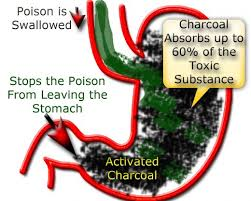 Poison is
Swallowed
Charcoal
Absorbs up to
60% of the
Toxic
Substance
Stops the Poison
From Leaving the
Stomach
Activated
Charcoal